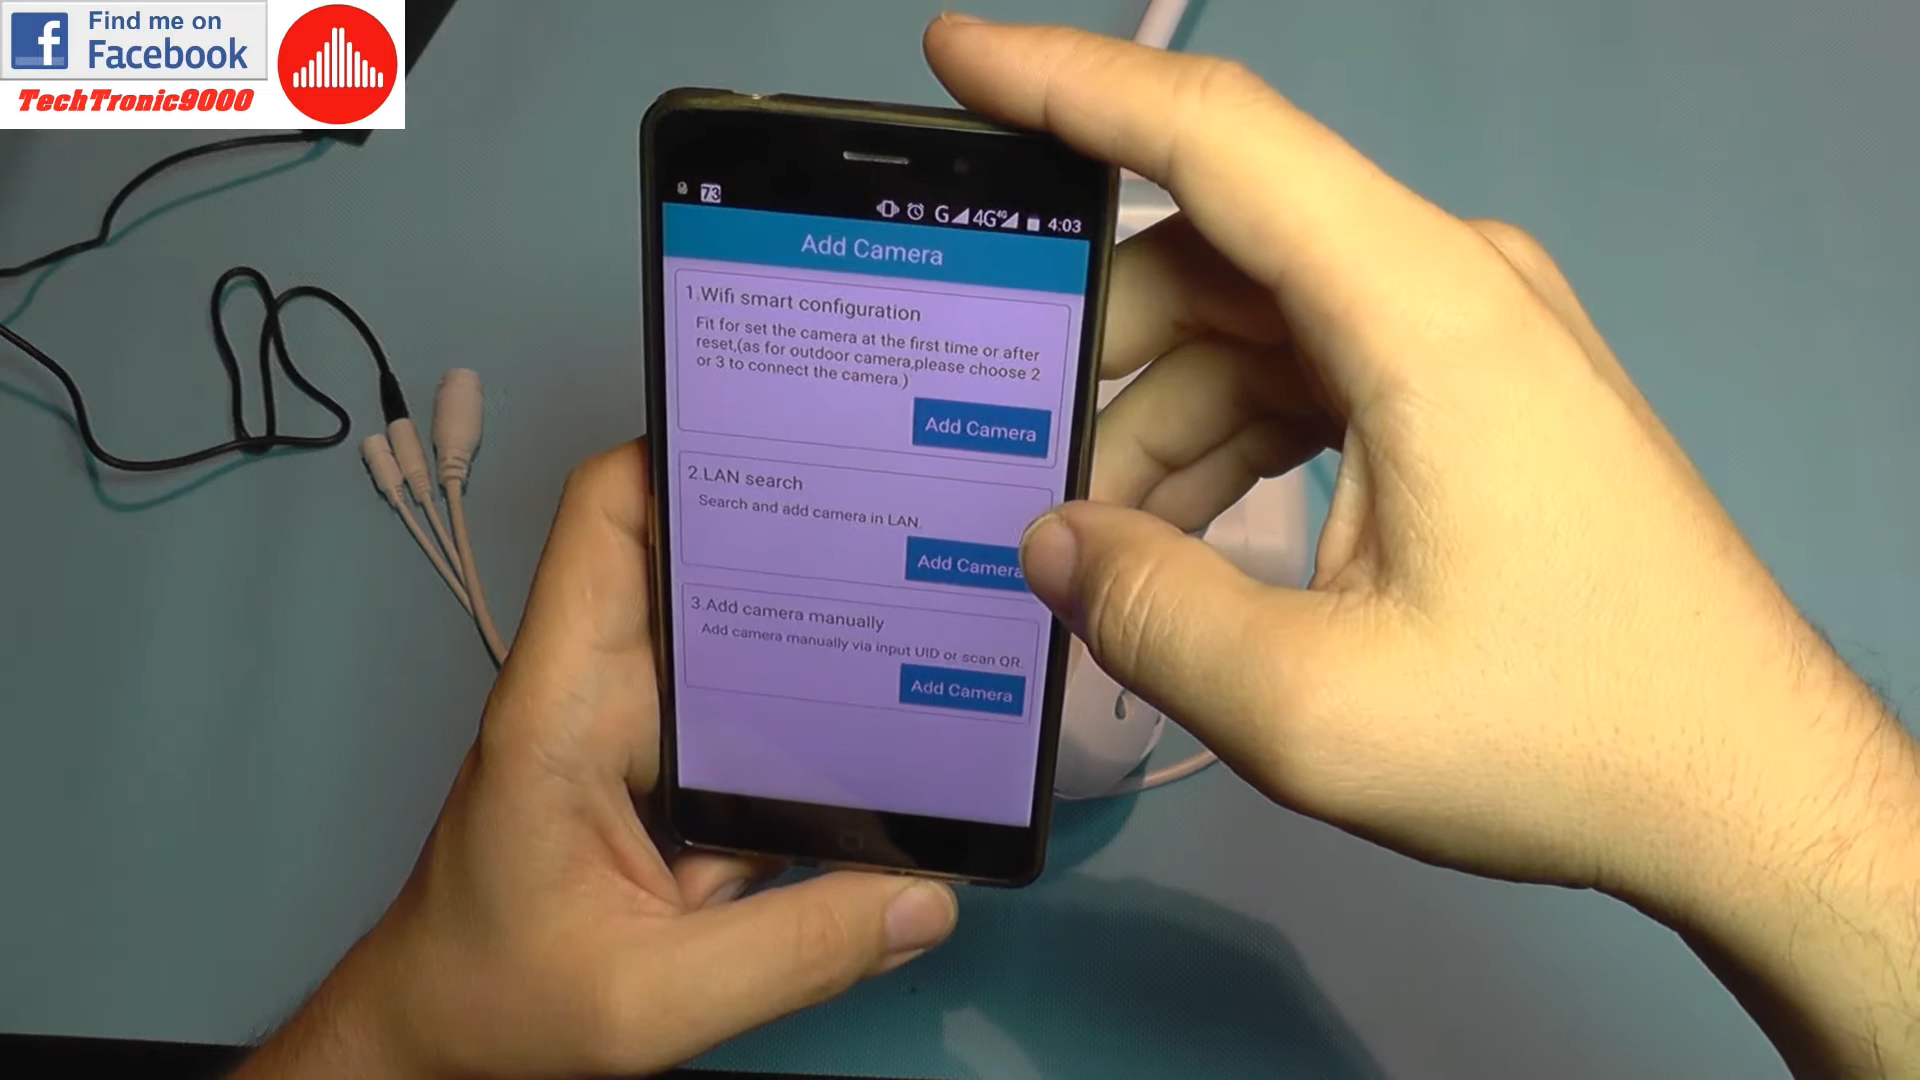 Find me on
Facebook
TechTronic9000
73
G 4G 4G 4:03
Add Camera
1.Wifi smart configuration
Fit for set the camera at the first time or after
reset,(as for outdoor camera,please choose 2
or 3 to connect the camera.)
Add Camera
2.LAN search
Search and add camera in LAN.
Add Camera
3.Add camera manually
Add camera manually via input UID or scan QR.
Add Camera